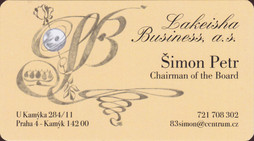 Lakeisha
Business, a.s.
Šimon Petr
Chairman of the Board
U Kamýka 284/11
Praha 4 - Kamýk 142 00
721 708 302
83simon@centrum.cz